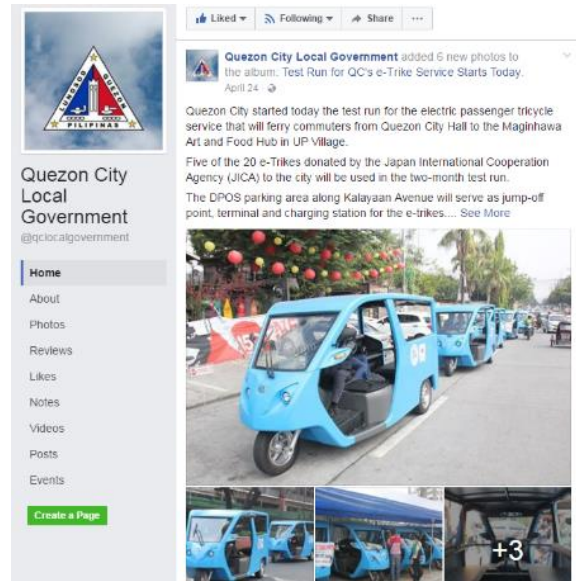 Liked
Following
Share
LUNGSOD
QUEZON
PILIPINAS
Quezon City
Local
Government
@qclocalgovernment
Home
About
Photos
Reviews
Likes
Notes
Videos
Posts
Events
Create a Page
Quezon City Local Government added 6 new photos to
the album: Test Run for QC's e-Trike Service Starts Today.
April 24
Quezon City started today the test run for the electric passenger tricycle
service that will ferry commuters from Quezon City Hall to the Maginhawa
Art and Food Hub in UP Village.
Five of the 20 e-Trikes donated by the Japan International Cooperation
Agency (JICA) to the city will be used in the two-month test run.
The DPOS parking area along Kalayaan Avenue will serve as jump-off
point, terminal and charging station for the e-trikes.... See More
+3